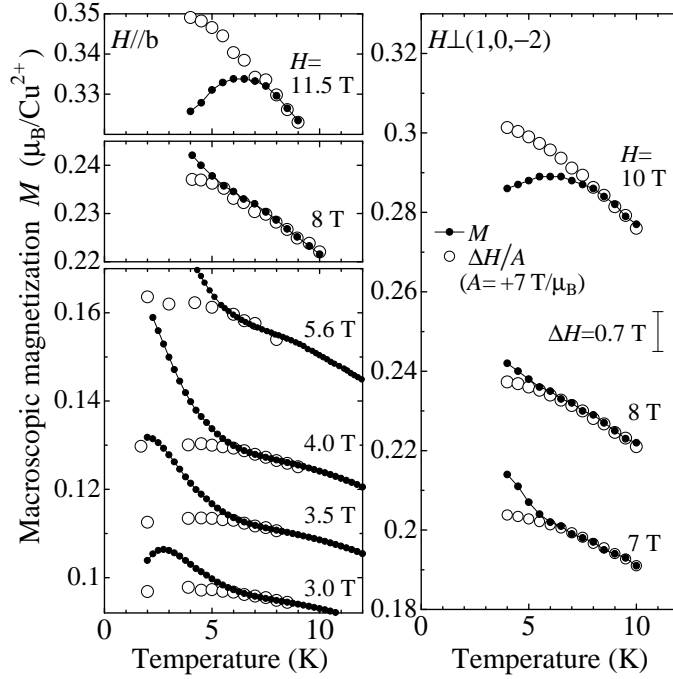 Macroscopic magnetization M (μB/Cu2+)
H//b
H=
11.5 T
0.35
0.34
0.33
8 T
0.24
0.23
0.22
5.6 T
4.0 T
3.5 T
3.0 T
0.16
0.14
0.13
0.12
0.1
0 5 10
Temperature (K)
H⊥(1,0,−2)
H=
10 T
M
ΔH/A
(A= +7 T/μB)
ΔH=0.7 T
8 T
7 T
0.32
0.3
0.28
0.24
0.22
0.2
0.18
0 5 10
Temperature (K)